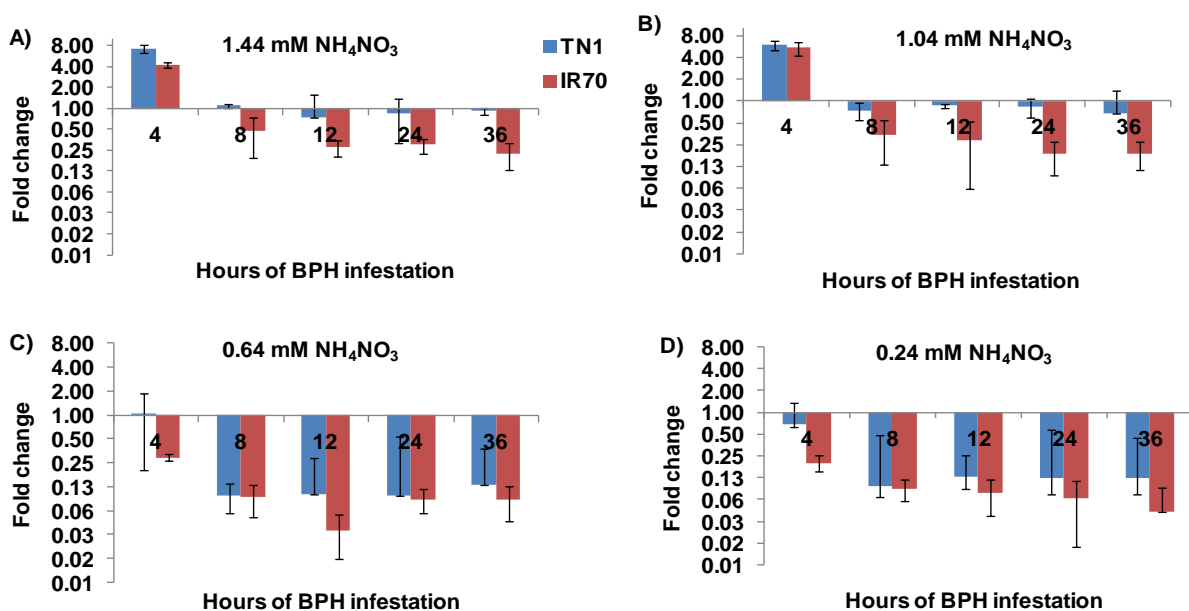 A)
1.44 mM NH₄NO₃
TN1
IR70
Fold change
8.00
4.00
2.00
1.00
0.50
0.25
0.13
0.06
0.03
0.02
0.01
4 8 12 24 36
Hours of BPH infestation
B)
1.04 mM NH₄NO₃
Fold change
8.00
4.00
2.00
1.00
0.50
0.25
0.13
0.06
0.03
0.02
0.01
4 8 12 24 36
Hours of BPH infestation
C)
0.64 mM NH₄NO₃
Fold change
8.00
4.00
2.00
1.00
0.50
0.25
0.13
0.06
0.03
0.02
0.01
4 8 12 24 36
Hours of BPH infestation
D)
0.24 mM NH₄NO₃
Fold change
8.00
4.00
2.00
1.00
0.50
0.25
0.13
0.06
0.03
0.02
0.01
4 8 12 24 36
Hours of BPH infestation